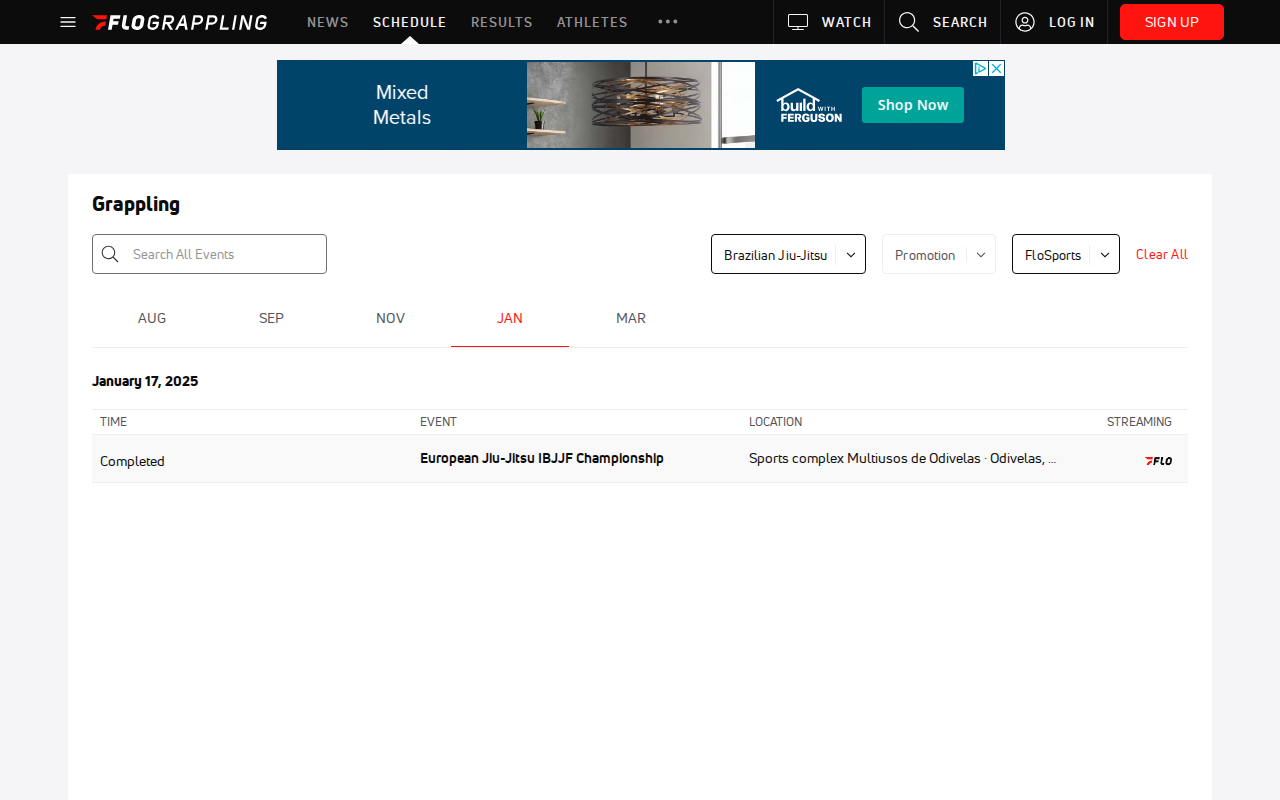 FLOGRAPPLING NEWS SCHEDULE RESULTS ATHLETES ••• WATCH SEARCH LOG IN SIGN UP
Mixed
Metals
build WITH
FERGUSON
Shop Now
Grappling
Search All Events
Brazilian Jiu-Jitsu Promotion FloSports Clear All
AUG SEP NOV JAN MAR
January 17, 2025
TIME EVENT LOCATION STREAMING
Completed European Jiu-Jitsu IBJJF Championship Sports complex Multiusos de Odivelas · Odivelas, ... FLO